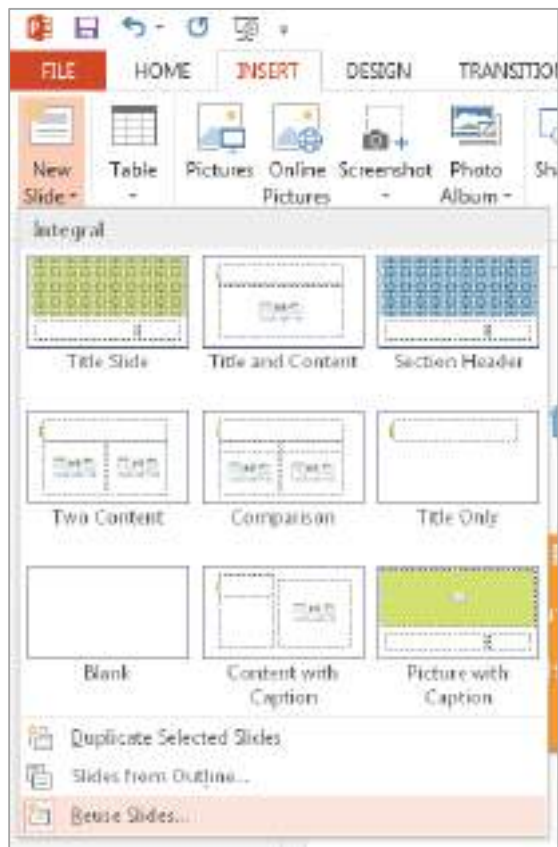 FILE HOME INSERT DESIGN TRANSITIO
New Table Pictures Online Screenshot Photo Sh
Slide Pictures Album
Integral
Title Slide Title and Content Section Header
Two Content Comparison Title Only
Blank Content with Picture with
Caption Caption
Duplicate Selected Slides
Slides from Outline...
Reuse Slides...